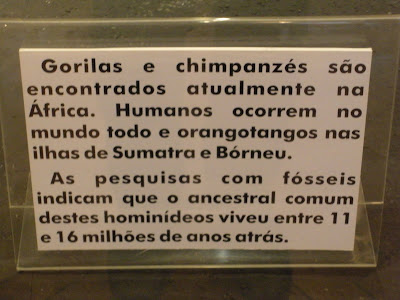 Gorilas e chimpanzés são
encontrados atualmente na
África. Humanos ocorrem no
mundo todo e orangotangos nas
ilhas de Sumatra e Bórneu.
As pesquisas com fósseis
indicam que o ancestral comum
destes hominídeos viveu entre 11
e 16 milhões de anos atrás.